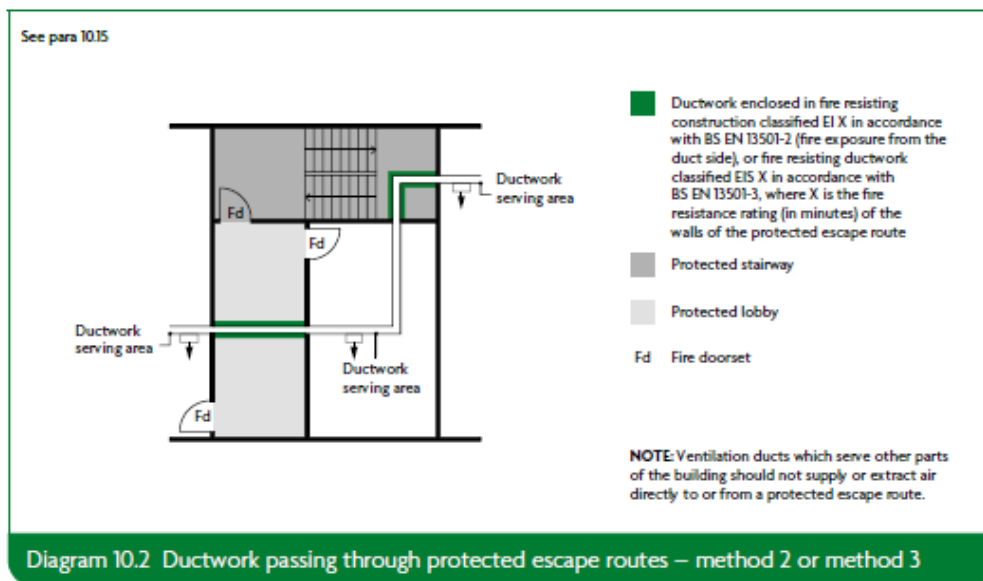 See para 10.15
Ductwork enclosed in fire resisting
construction classified EI X in accordance
with BS EN 13501-2 (fire exposure from the
duct side), or fire resisting ductwork
classified EIS X in accordance with
BS EN 13501-3, where X is the fire
resistance rating (in minutes) of the
walls of the protected escape route
Protected stairway
Protected lobby
Fd Fire doorset
Ductwork
serving area
Fd
Fd
Ductwork
serving area
Ductwork
serving area
Fd
NOTE: Ventilation ducts which serve other parts
of the building should not supply or extract air
directly to or from a protected escape route.
Diagram 10.2 Ductwork passing through protected escape routes – method 2 or method 3